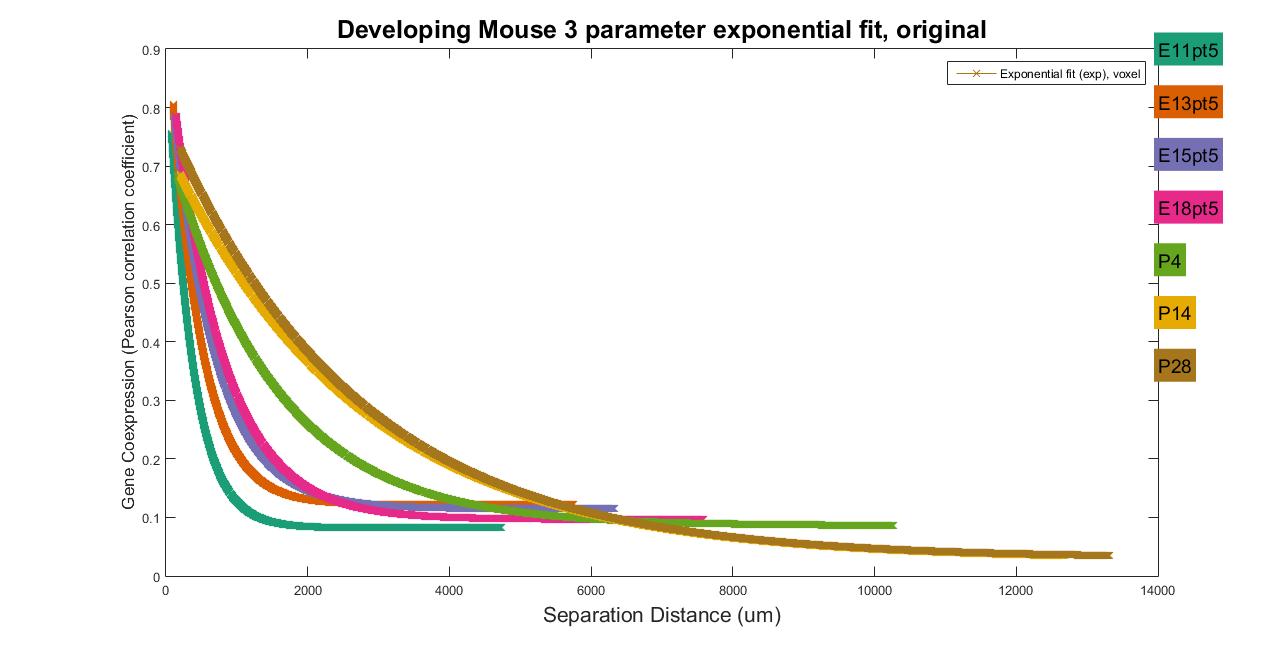 Developing Mouse 3 parameter exponential fit, original
Exponential fit (exp), voxel
E11pt5
E13pt5
E15pt5
E18pt5
P4
P14
P28
Gene Coexpression (Pearson correlation coefficient)
0.9
0.8
0.7
0.6
0.5
0.4
0.3
0.2
0.1
0
0 2000 4000 6000 8000 10000 12000 14000
Separation Distance (um)